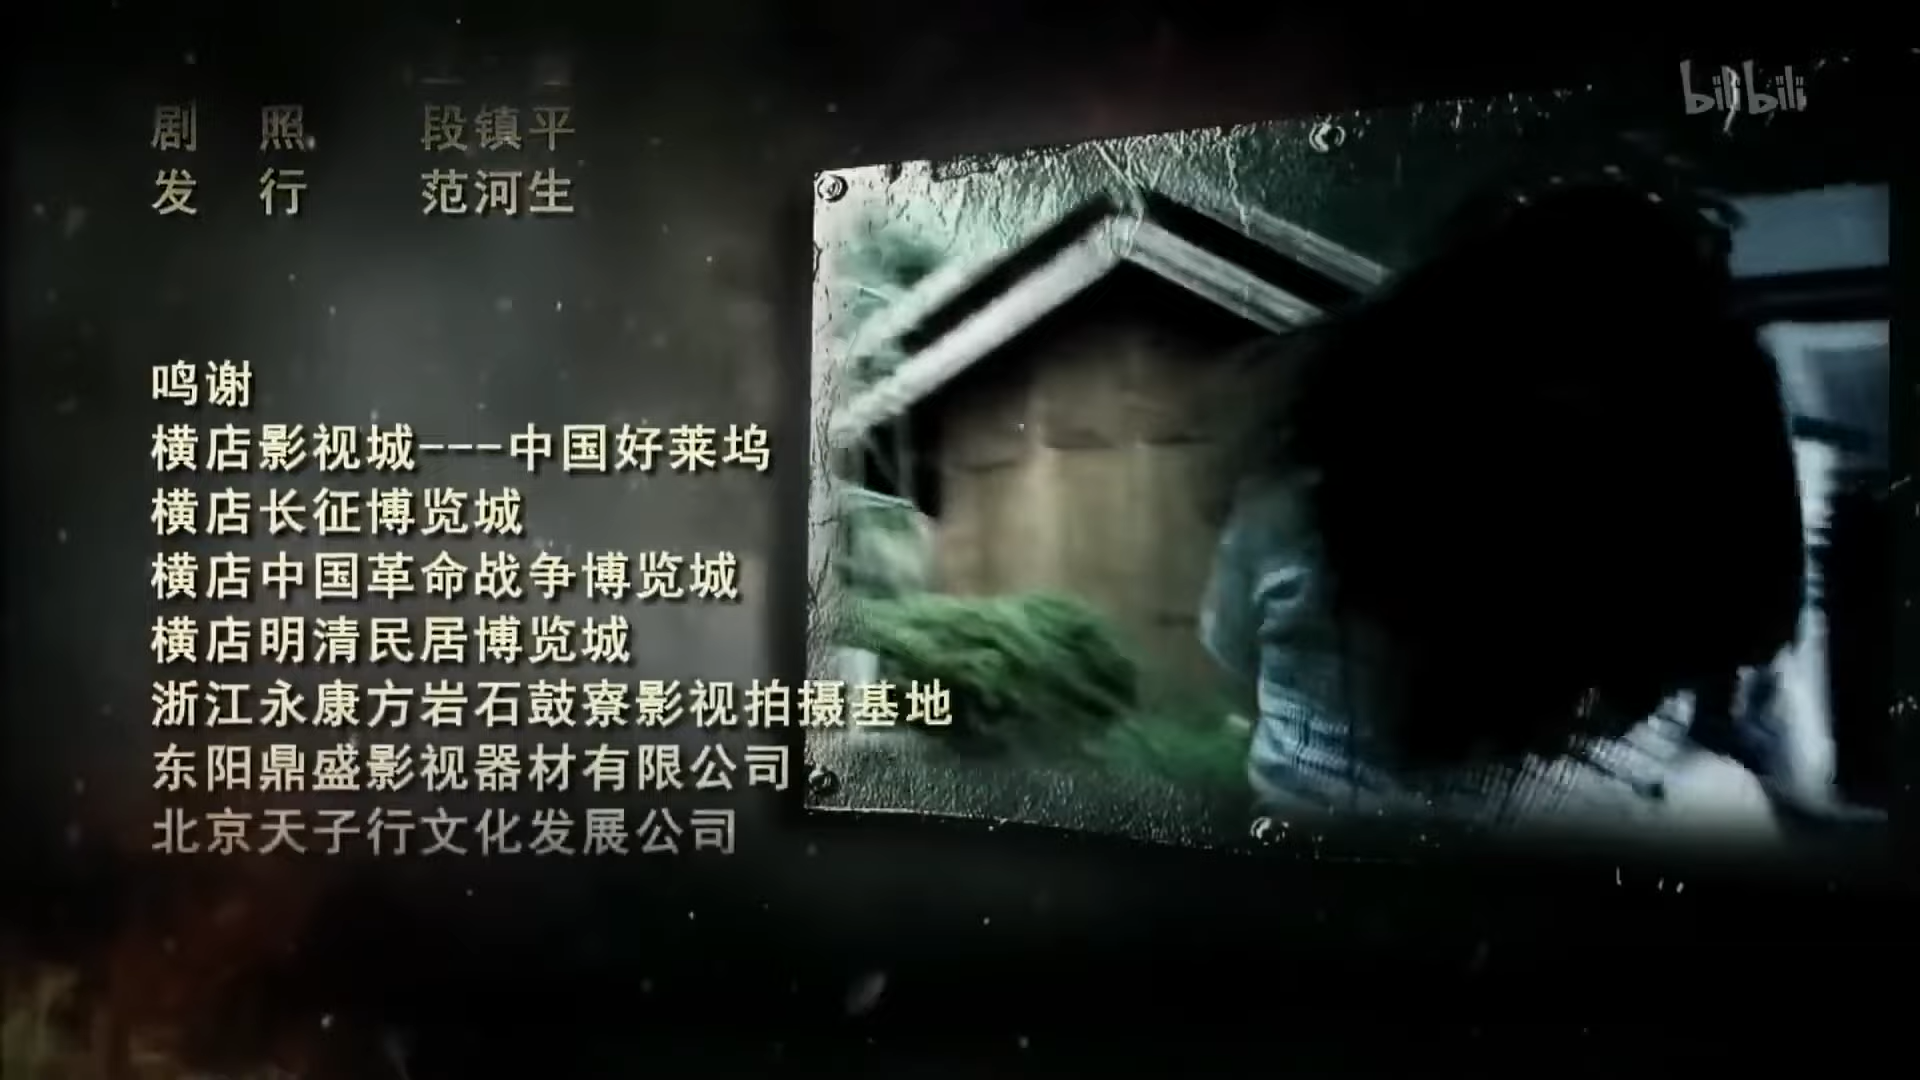 剧 照 段镇平
发 行 范河生
鸣谢
横店影视城---中国好莱坞
横店长征博览城
横店中国革命战争博览城
横店明清民居博览城
浙江永康方岩石鼓寮影视拍摄基地
东阳鼎盛影视器材有限公司
北京天子行文化发展公司
bilibili